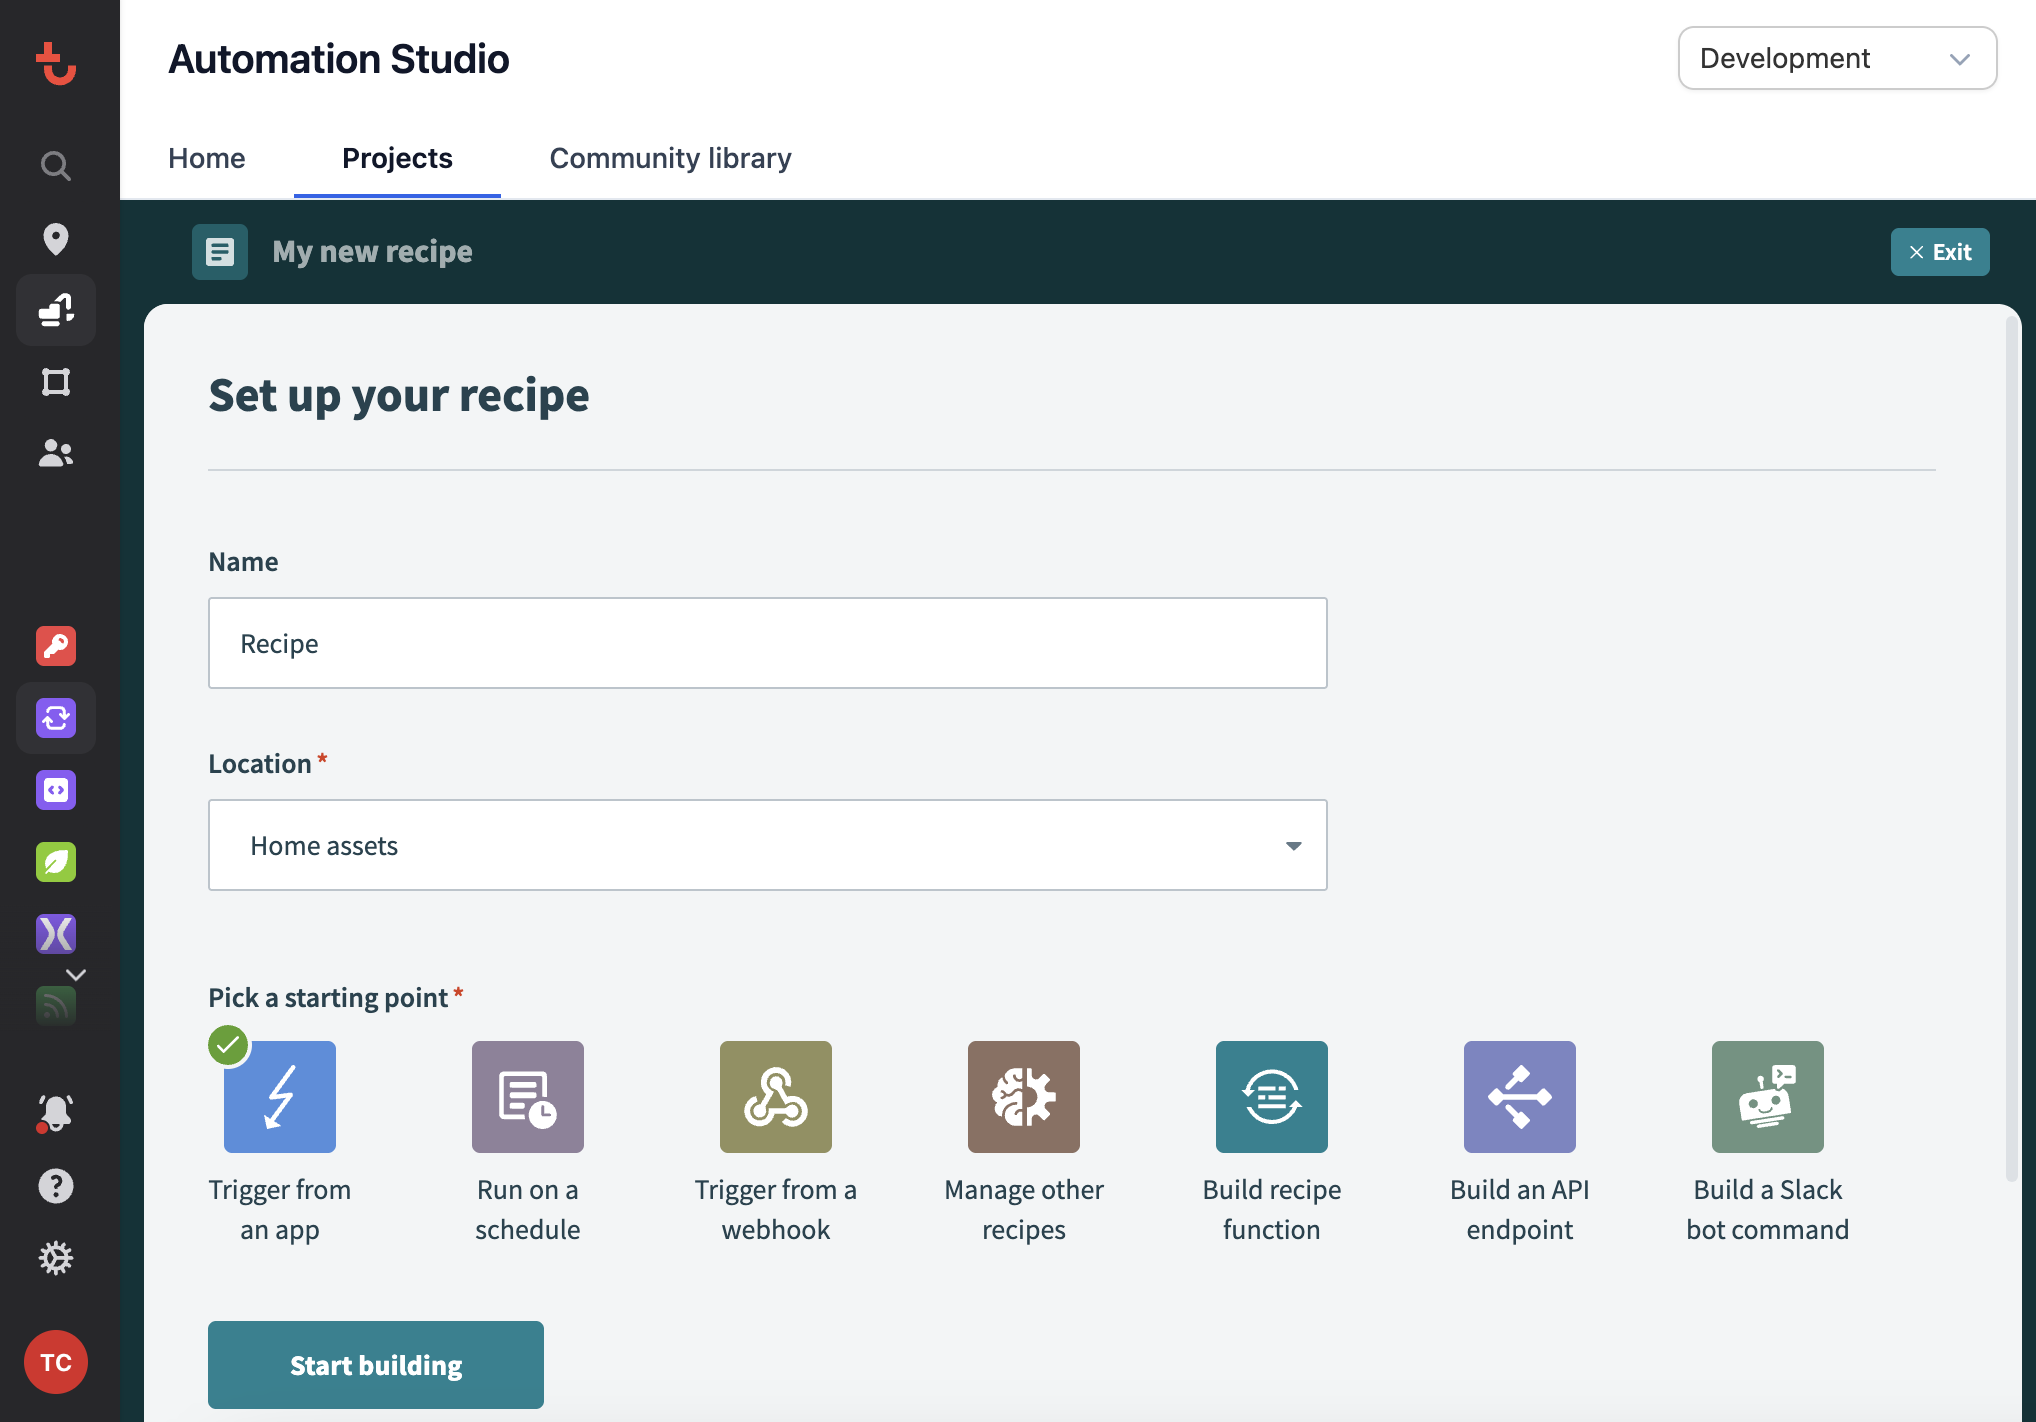 Automation Studio
Development
Home
Projects
Community library
My new recipe
Exit
Set up your recipe
Name
Recipe
Location *
Home assets
Pick a starting point *
Trigger from
an app
Run on a
schedule
Trigger from a
webhook
Manage other
recipes
Build recipe
function
Build an API
endpoint
Build a Slack
bot command
Start building
TC